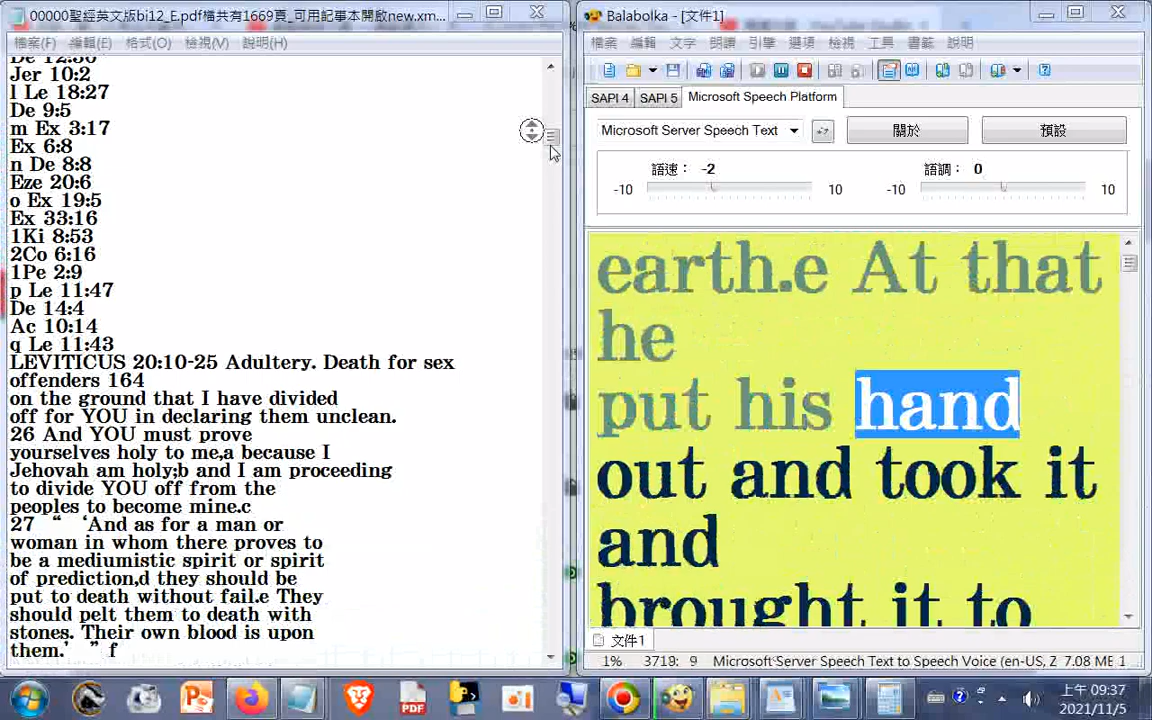 00000聖經英文版bi12_E.pdf檔共有1669頁_可用記事本開啟new.xm...
檔案(F) 編輯(E) 格式(O) 檢視(V) 說明(H)
De 12:30
Jer 10:2
l Le 18:27
De 9:5
m Ex 3:17
Ex 6:8
n De 8:8
Eze 20:6
o Ex 19:5
Ex 33:16
1Ki 8:53
2Co 6:16
1Pe 2:9
p Le 11:47
De 14:4
Ac 10:14
q Le 11:43
LEVITICUS 20:10-25 Adultery. Death for sex
offenders 164
on the ground that I have divided
off for YOU in declaring them unclean.
26 And YOU must prove
yourselves holy to me,a because I
Jehovah am holy;b and I am proceeding
to divide YOU off from the
peoples to become mine.c
27 “ ‘And as for a man or
woman in whom there proves to
be a mediumistic spirit or spirit
of prediction,d they should be
put to death without fail.e They
should pelt them to death with
stones. Their own blood is upon
them.’ ” f
Balabolka - [文件1]
檔案 編輯 文字 朗讀 引擎 選項 檢視 工具 書籤 說明
SAPI 4 SAPI 5 Microsoft Speech Platform
Microsoft Server Speech Text 關於 預設
語速： -2 語調： 0
-10 10 -10 10
earth.e At that
he
put his hand
out and took it
and
brought it to
文件1
1% 3719: 9 Microsoft Server Speech Text to Speech Voice (en-US, Z 7.08 ME 1
PDF
上午 09:37
2021/11/5